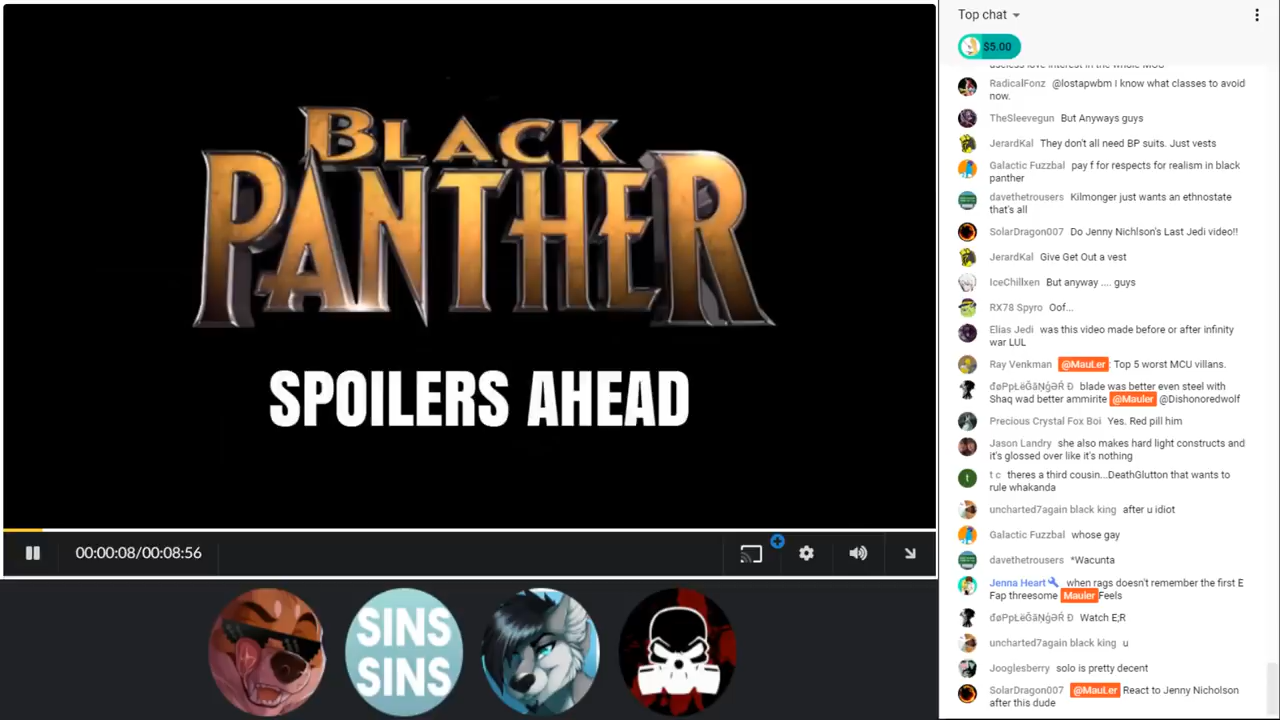 BLACK
PANTHER
SPOILERS AHEAD
00:00:08/00:08:56
SINS
SINS
Top chat
$5.00
useless love interest in the whole MCU
RadicalFonz @lostapwbm I know what classes to avoid
now.
TheSleevegun But Anyways guys
JerardKal They don't all need BP suits. Just vests
Galactic Fuzzbal pay f for respects for realism in black
panther
davethetrousers Kilmonger just wants an ethnostate
that's all
SolarDragon007 Do Jenny Nichlson's Last Jedi video!!
JerardKal Give Get Out a vest
IceChillxen But anyway .... guys
RX78 Spyro Oof...
Elias Jedi was this video made before or after infinity
war LUL
Ray Venkman @MauLer: Top 5 worst MCU villans.
blade was better even steel with
Shaq wad better ammirite @Mauler @Dishonoredwolf
Precious Crystal Fox Boi Yes. Red pill him
Jason Landry she also makes hard light constructs and
it's glossed over like it's nothing
t c theres a third cousin...DeathGlutton that wants to
rule whakanda
uncharted7again black king after u idiot
Galactic Fuzzbal whose gay
davethetrousers *Wacunta
Jenna Heart when rags doesn't remember the first E
Fap threesome Mauler Feels
Watch E;R
uncharted7again black king u
Jooglesberry solo is pretty decent
SolarDragon007 @MauLer React to Jenny Nicholson
after this dude